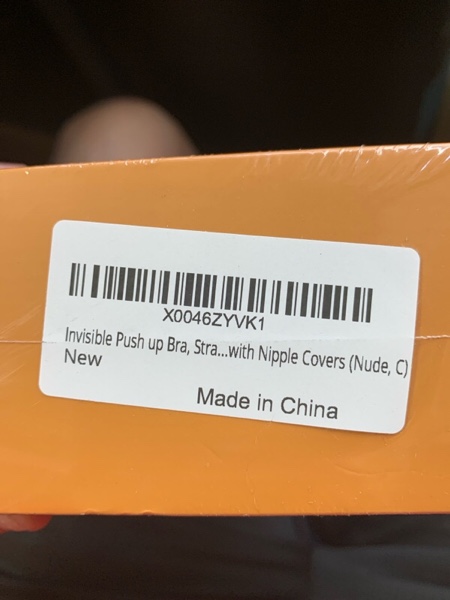 X0046ZYVK1
Invisible Push up Bra, Stra...with Nipple Covers (Nude, C)
New
Made in China